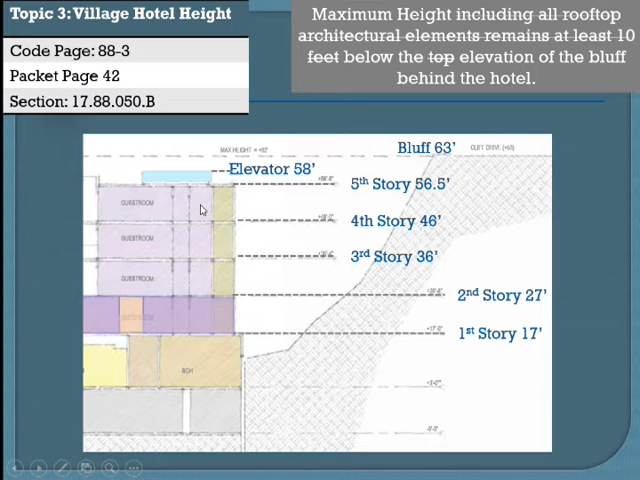 Topic 3: Village Hotel Height
Code Page: 88-3
Packet Page 42
Section: 17.88.050.B
Maximum Height including all rooftop
architectural elements remains at least 10
feet below the top elevation of the bluff
behind the hotel.
Bluff 63’
Elevator 58’
5th Story 56.5’
4th Story 46’
3rd Story 36’
2nd Story 27’
1st Story 17’
GUESTROOM
GUESTROOM
GUESTROOM
BOH